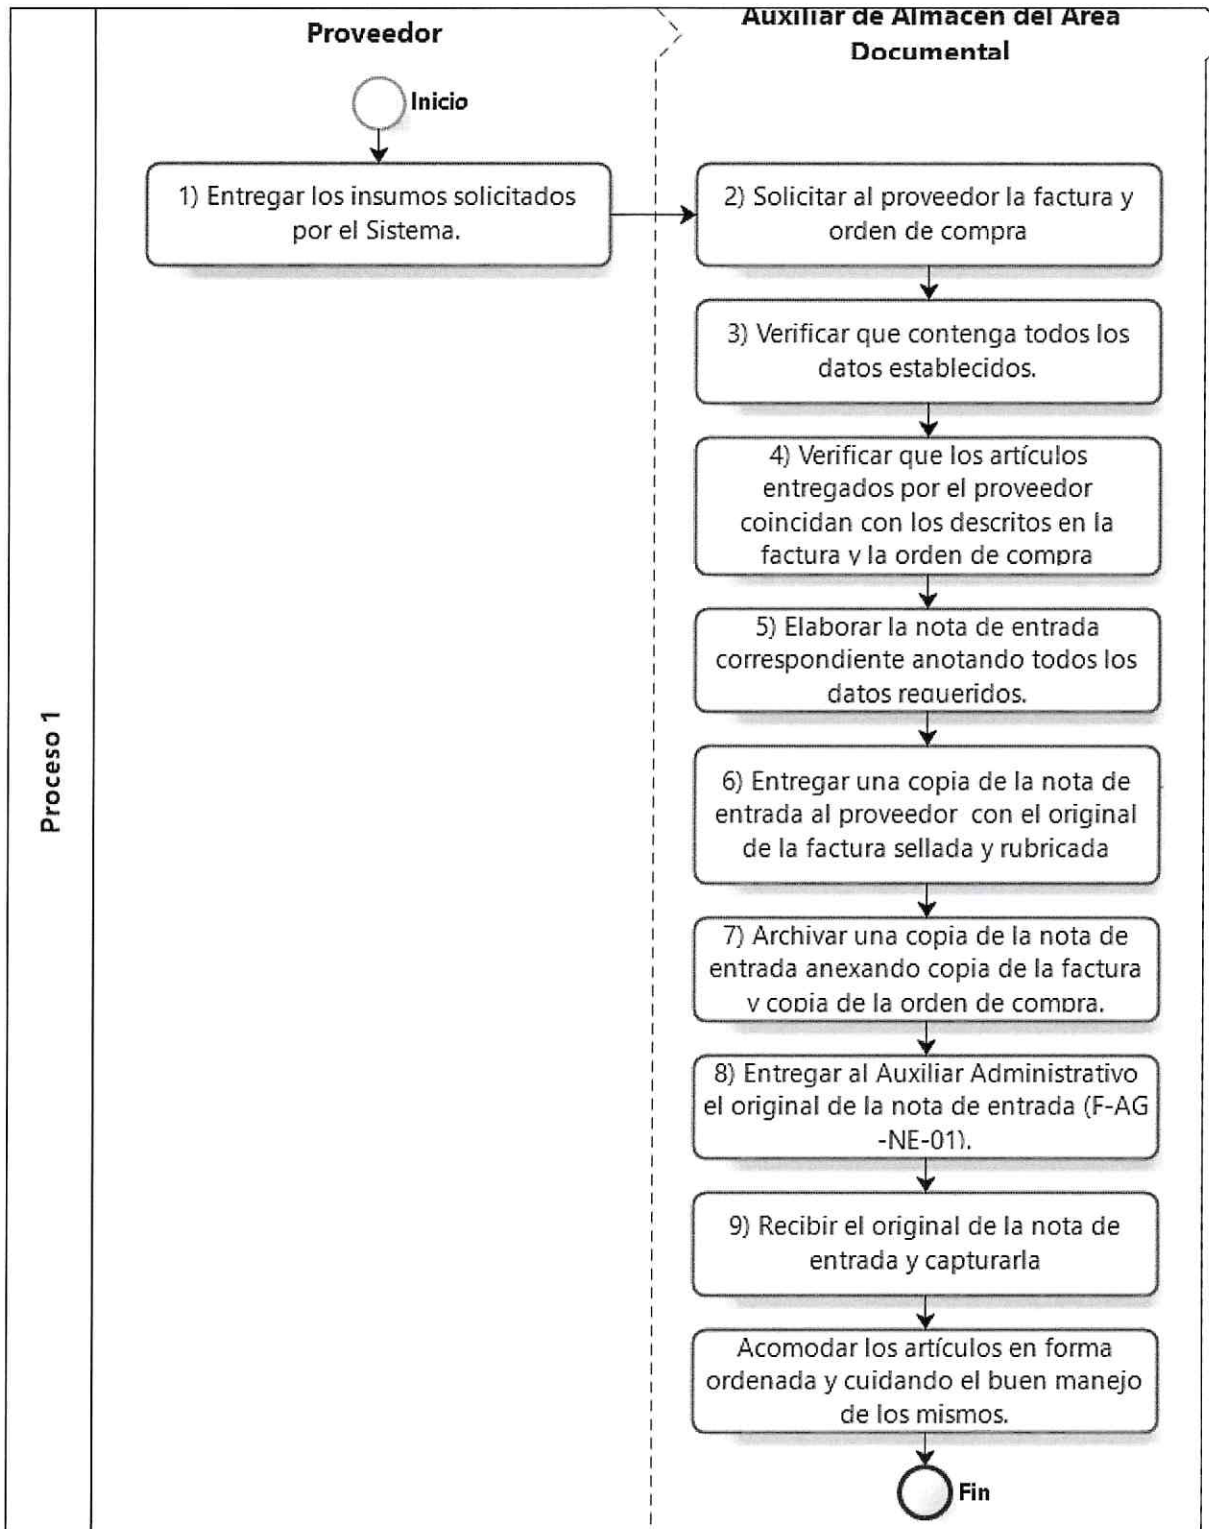 Proveedor
Auxiliar de Almacén del Área
Documental
Inicio
1) Entregar los insumos solicitados
por el Sistema.
2) Solicitar al proveedor la factura y
orden de compra
3) Verificar que contenga todos los
datos establecidos.
4) Verificar que los artículos
entregados por el proveedor
coincidan con los descritos en la
factura y la orden de compra
5) Elaborar la nota de entrada
correspondiente anotando todos los
datos requeridos.
6) Entregar una copia de la nota de
entrada al proveedor con el original
de la factura sellada y rubricada
7) Archivar una copia de la nota de
entrada anexando copia de la factura
y copia de la orden de compra.
8) Entregar al Auxiliar Administrativo
el original de la nota de entrada (F-AG
-NE-01).
9) Recibir el original de la nota de
entrada y capturarla
Acomodar los artículos en forma
ordenada y cuidando el buen manejo
de los mismos.
Fin
Proceso 1